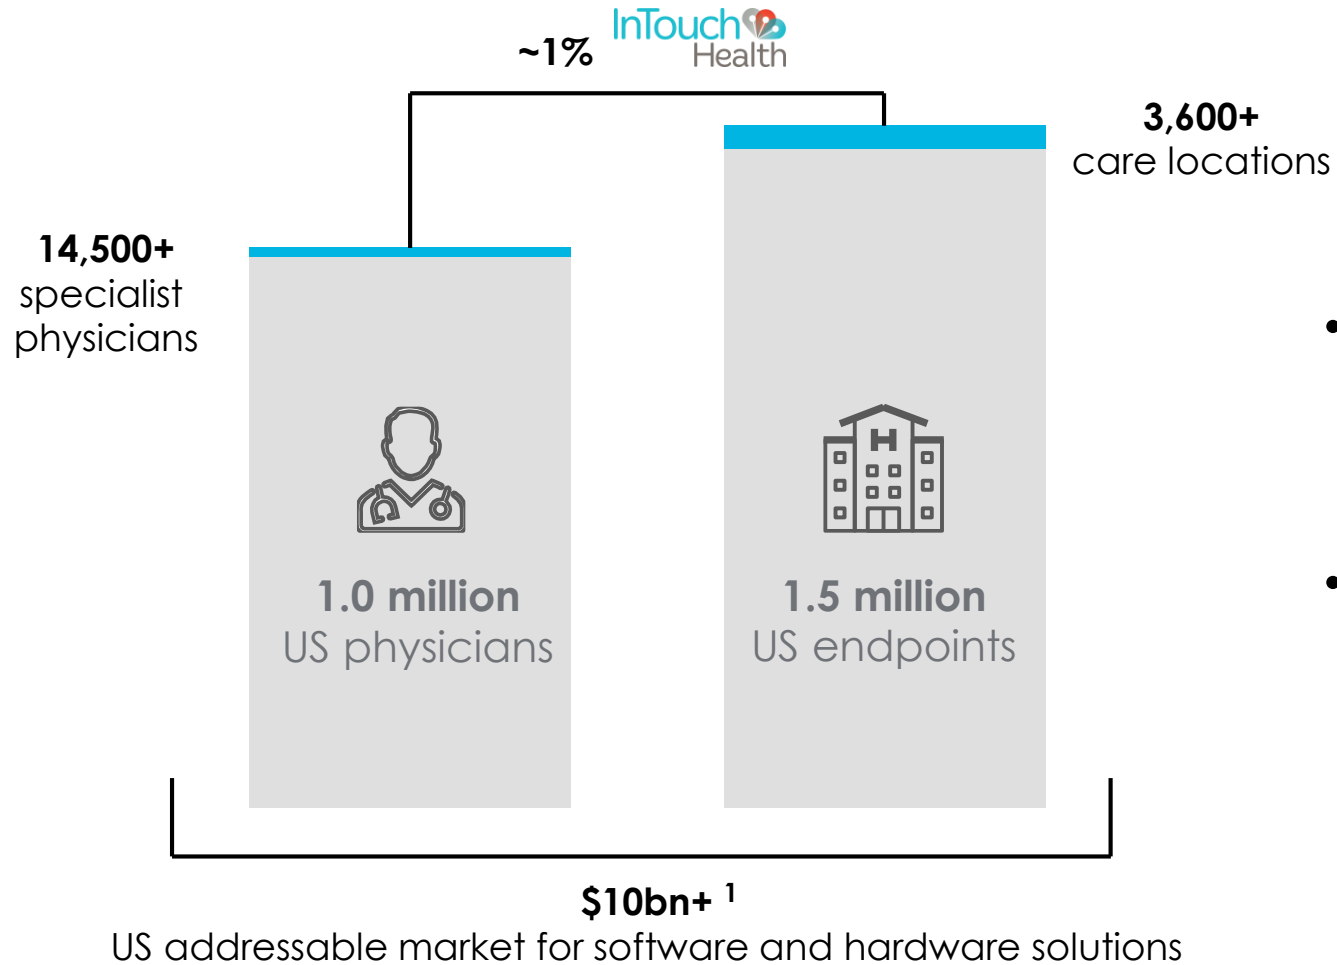 InTouch
Health
~1%
3,600+
care locations
14,500+
specialist
physicians
H
1.0 million
US physicians
1.5 million
US endpoints
$10bn+ 1
US addressable market for software and hardware solutions